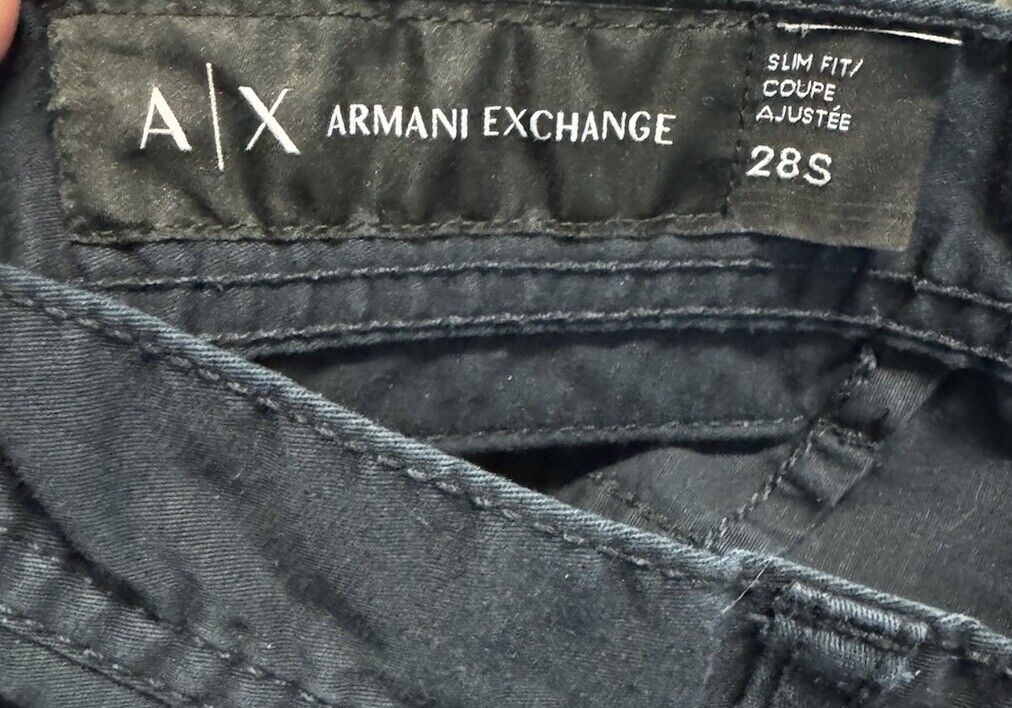 A|X ARMANI EXCHANGE
SLIM FIT/
COUPE
AJUSTÉE
28S